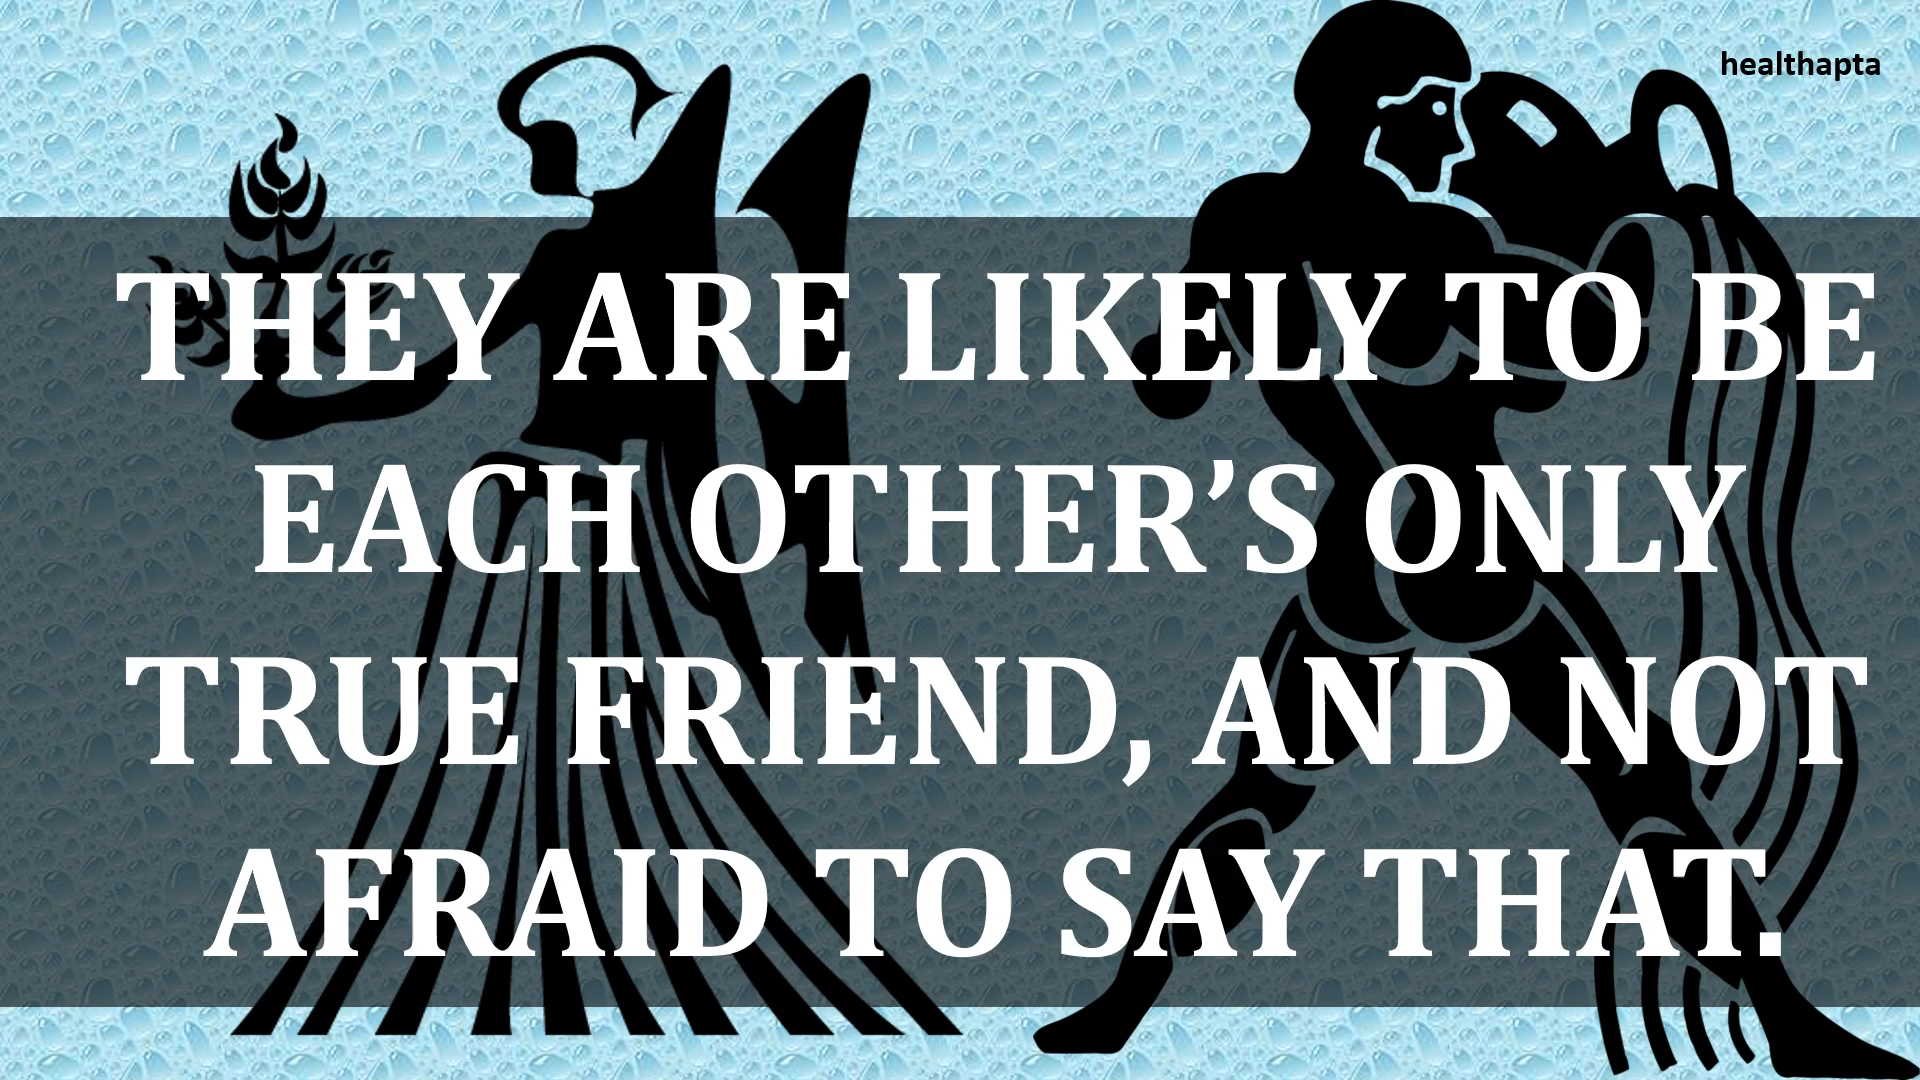 healthapta
THEY ARE LIKELY TO BE
EACH OTHER’S ONLY
TRUE FRIEND, AND NOT
AFRAID TO SAY THAT.